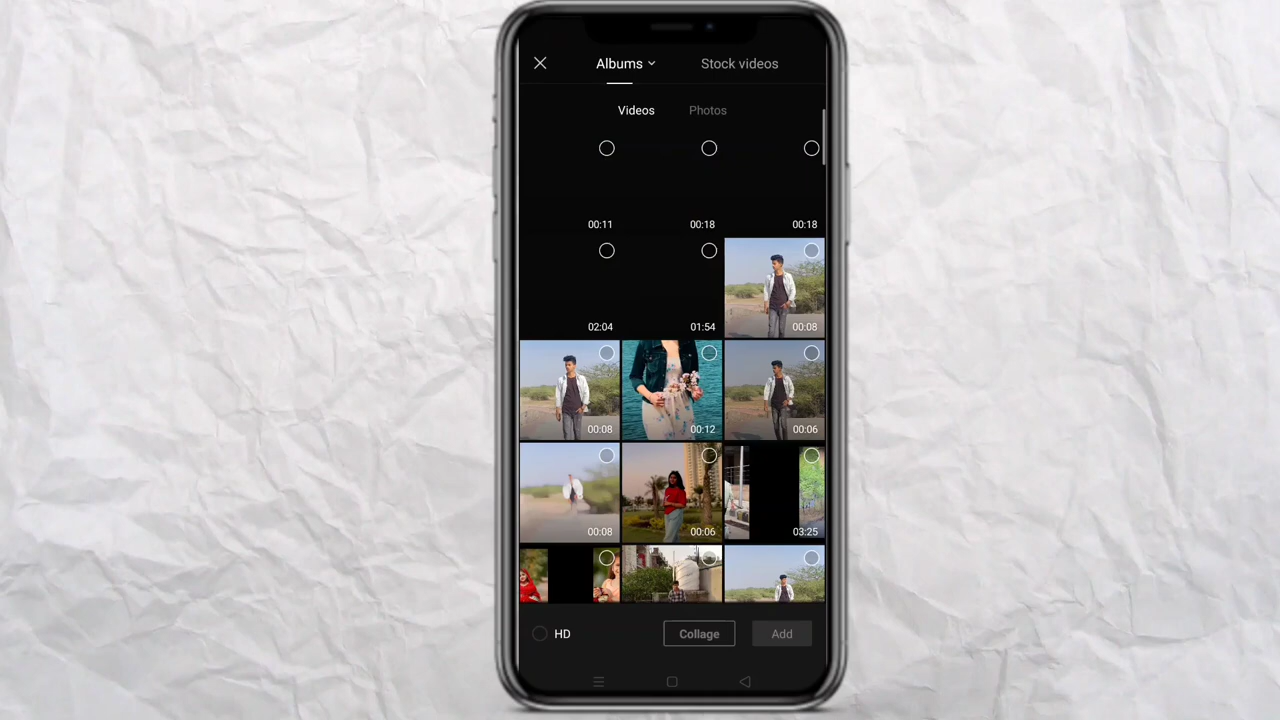 Albums Stock videos
Videos Photos
00:11 00:18 00:18
02:04 01:54 00:08
00:08 00:12 00:06
00:08 00:06 03:25
HD Collage Add